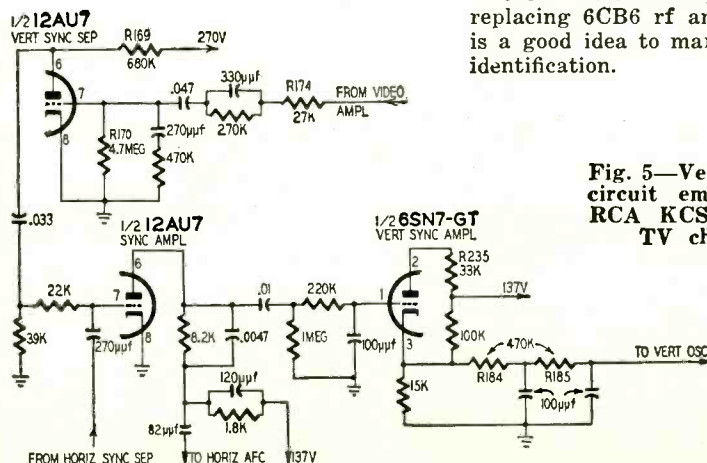 replacing 6CB6 rf an
is a good idea to mar
identification.
1/2 12AU7
VERT SYNC SEP
R169
680K
270V
6
7
8
.047
330µµf
R174
27K
FROM VIDEO
AMPL
270K
R170
4.7MEG
270µµf
470K
Fig. 5—Ve
circuit em
RCA KCS
TV ch
.033
1/2 12AU7
SYNC AMPL
6
7
8
22K
39K
270µµf
8.2K
.0047
.01
220K
1MEG
100µµf
1/2 6SN7-GT
VERT SYNC AMPL
2
1
3
R235
33K
137V
100K
470K
R184
R185
TO VERT OSC
15K
100µµf
120µµf
1.8K
82µµf
FROM HORIZ SYNC SEP
TO HORIZ AFC
137V